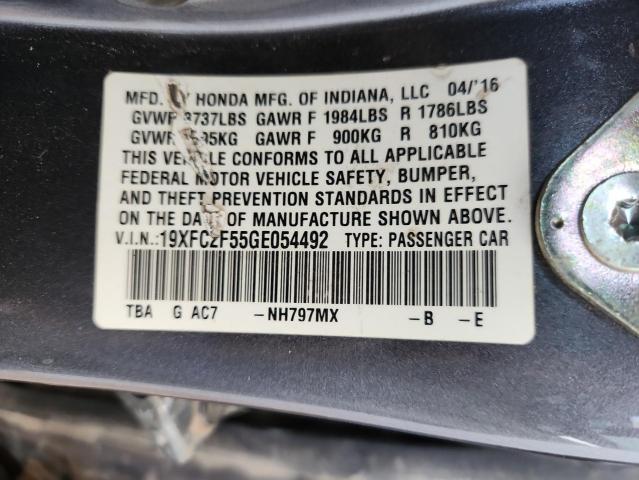 MFD. BY HONDA MFG. OF INDIANA, LLC 04/'16
GVWR 3737LBS GAWR F 1984LBS R 1786LBS
GVWR GAWR F 900KG R 810KG
THIS VEHICLE CONFORMS TO ALL APPLICABLE
FEDERAL MOTOR VEHICLE SAFETY, BUMPER,
AND THEFT PREVENTION STANDARDS IN EFFECT
ON THE DATE OF MANUFACTURE SHOWN ABOVE.
V.I.N.:19XFC2F55GE054492 TYPE: PASSENGER CAR
TBA G AC7 -NH797MX -B -E